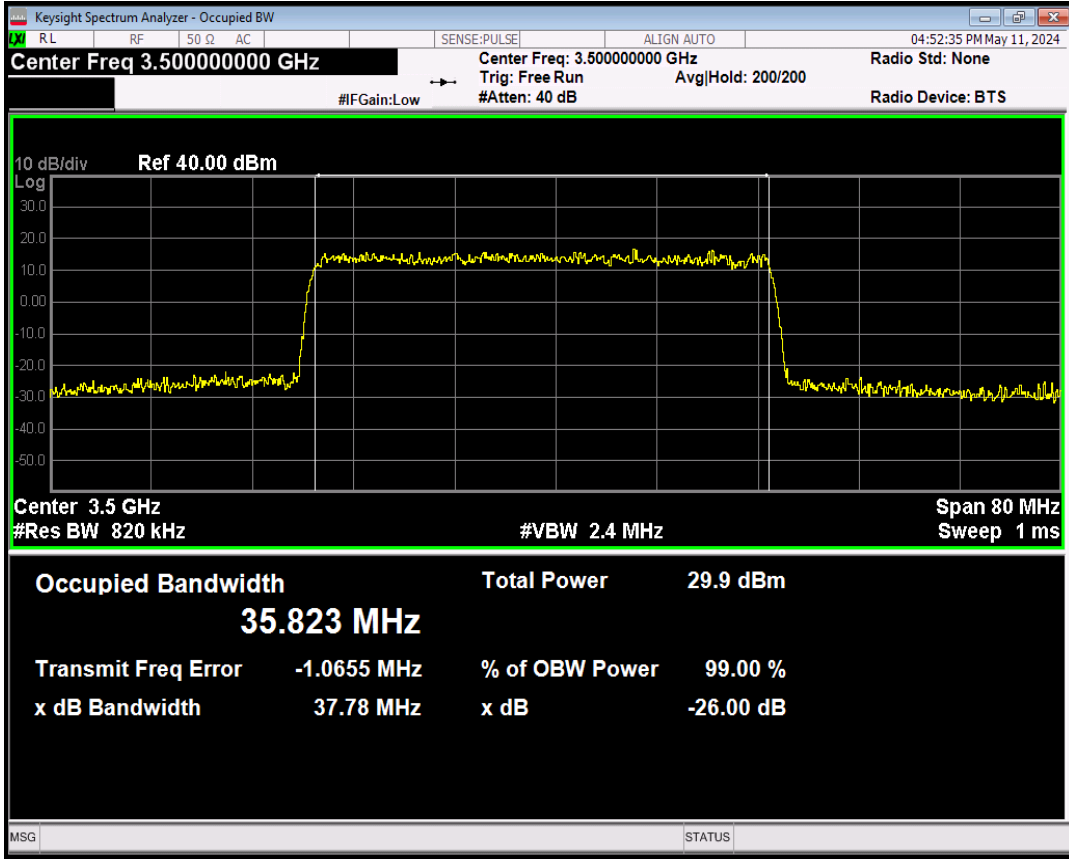 Keysight Spectrum Analyzer - Occupied BW
LXI RL RF 50 Ω AC SENSE:PULSE ALIGN AUTO 04:52:35 PM May 11, 2024
Center Freq 3.500000000 GHz Center Freq: 3.500000000 GHz Radio Std: None
Trig: Free Run Avg|Hold: 200/200
#IFGain:Low #Atten: 40 dB Radio Device: BTS
10 dB/div Ref 40.00 dBm
Log
30.0
20.0
10.0
0.00
-10.0
-20.0
-30.0
-40.0
-50.0
Center 3.5 GHz Span 80 MHz
#Res BW 820 kHz #VBW 2.4 MHz Sweep 1 ms
Occupied Bandwidth Total Power 29.9 dBm
35.823 MHz
Transmit Freq Error -1.0655 MHz % of OBW Power 99.00 %
x dB Bandwidth 37.78 MHz x dB -26.00 dB
MSG STATUS